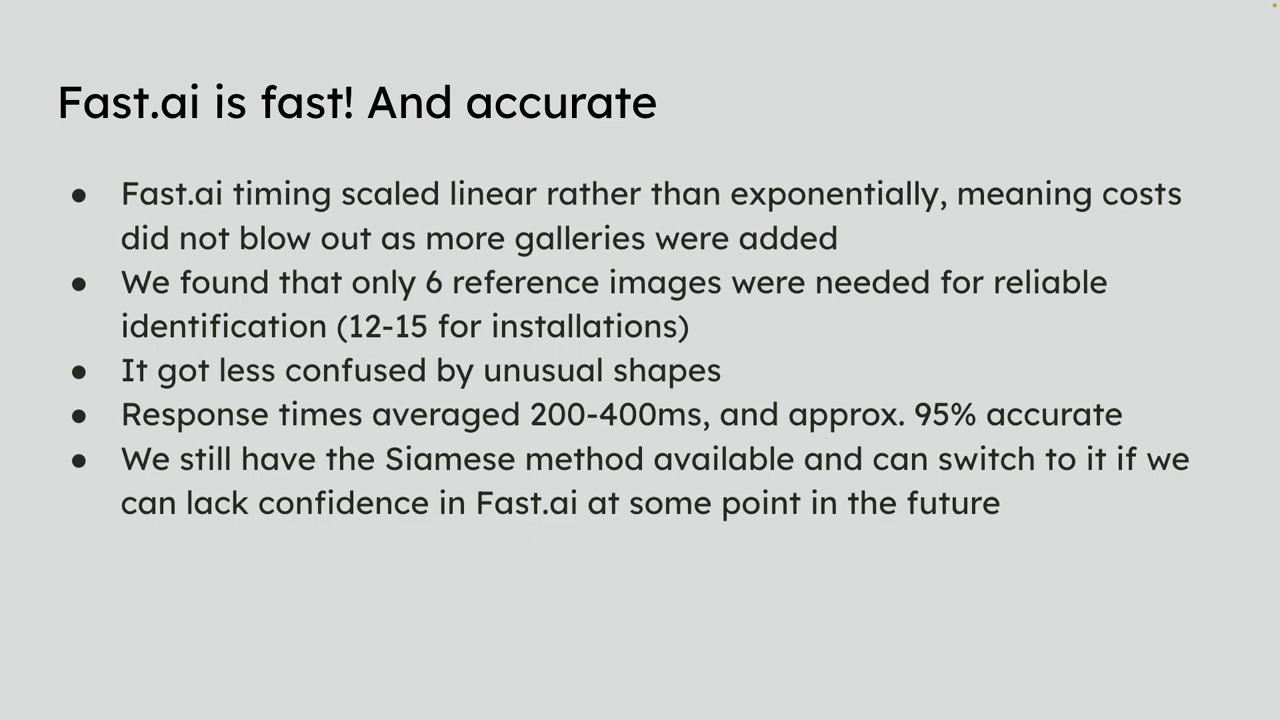 Fast.ai is fast! And accurate
● Fast.ai timing scaled linear rather than exponentially, meaning costs
did not blow out as more galleries were added
● We found that only 6 reference images were needed for reliable
identification (12-15 for installations)
● It got less confused by unusual shapes
● Response times averaged 200-400ms, and approx. 95% accurate
● We still have the Siamese method available and can switch to it if we
can lack confidence in Fast.ai at some point in the future